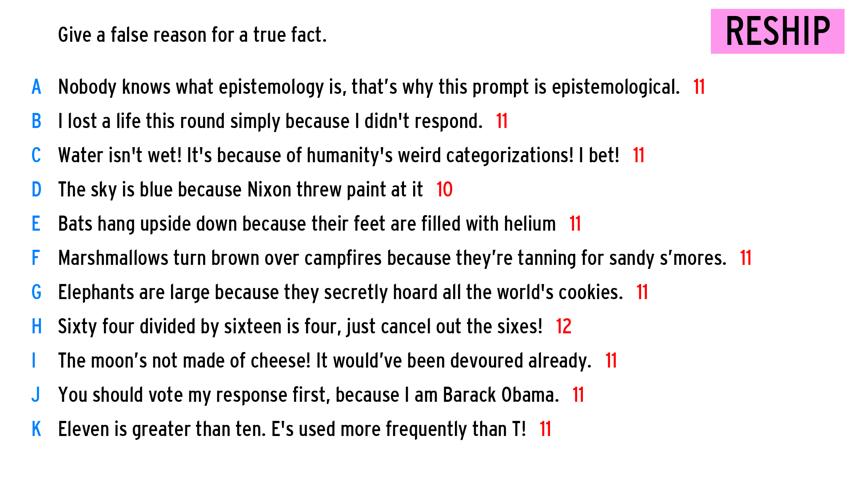 Give a false reason for a true fact.
RESHIP
A Nobody knows what epistemology is, that's why this prompt is epistemological. 11
B I lost a life this round simply because I didn't respond. 11
C Water isn't wet! It's because of humanity's weird categorizations! I bet! 11
D The sky is blue because Nixon threw paint at it 10
E Bats hang upside down because their feet are filled with helium 11
F Marshmallows turn brown over campfires because they're tanning for sandy s'mores. 11
G Elephants are large because they secretly hoard all the world's cookies. 11
H Sixty four divided by sixteen is four, just cancel out the sixes! 12
I The moon's not made of cheese! It would've been devoured already. 11
J You should vote my response first, because I am Barack Obama. 11
K Eleven is greater than ten. E's used more frequently than T! 11